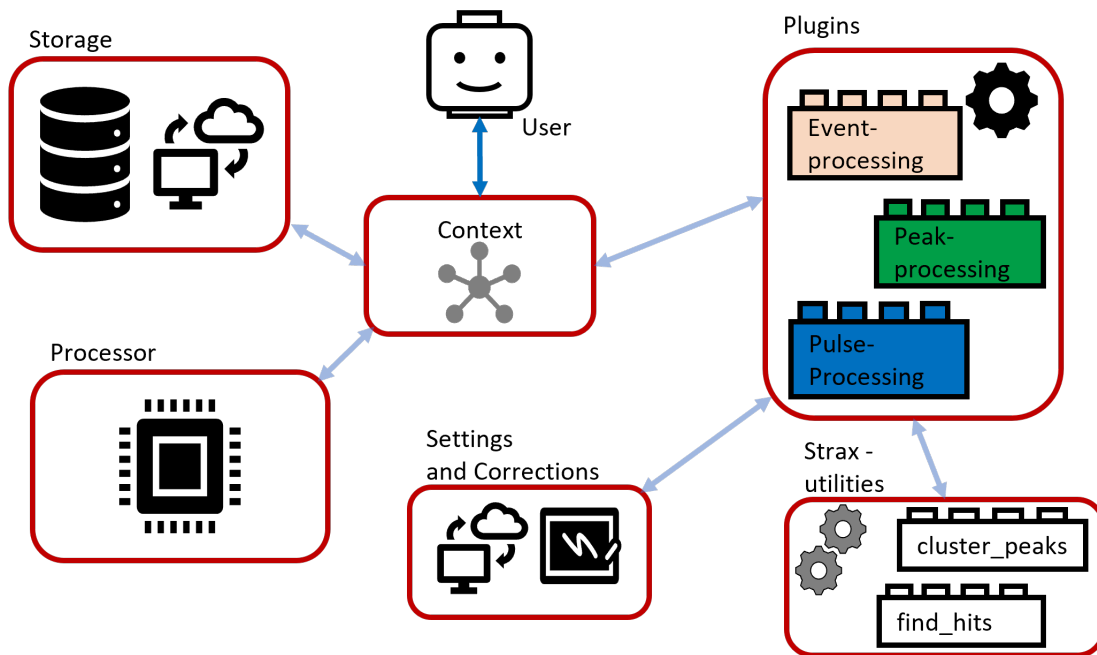 Storage
User
Plugins
Event-
processing
Peak-
processing
Pulse-
Processing
Context
Processor
Settings
and Corrections
Strax -
utilities
cluster_peaks
find_hits